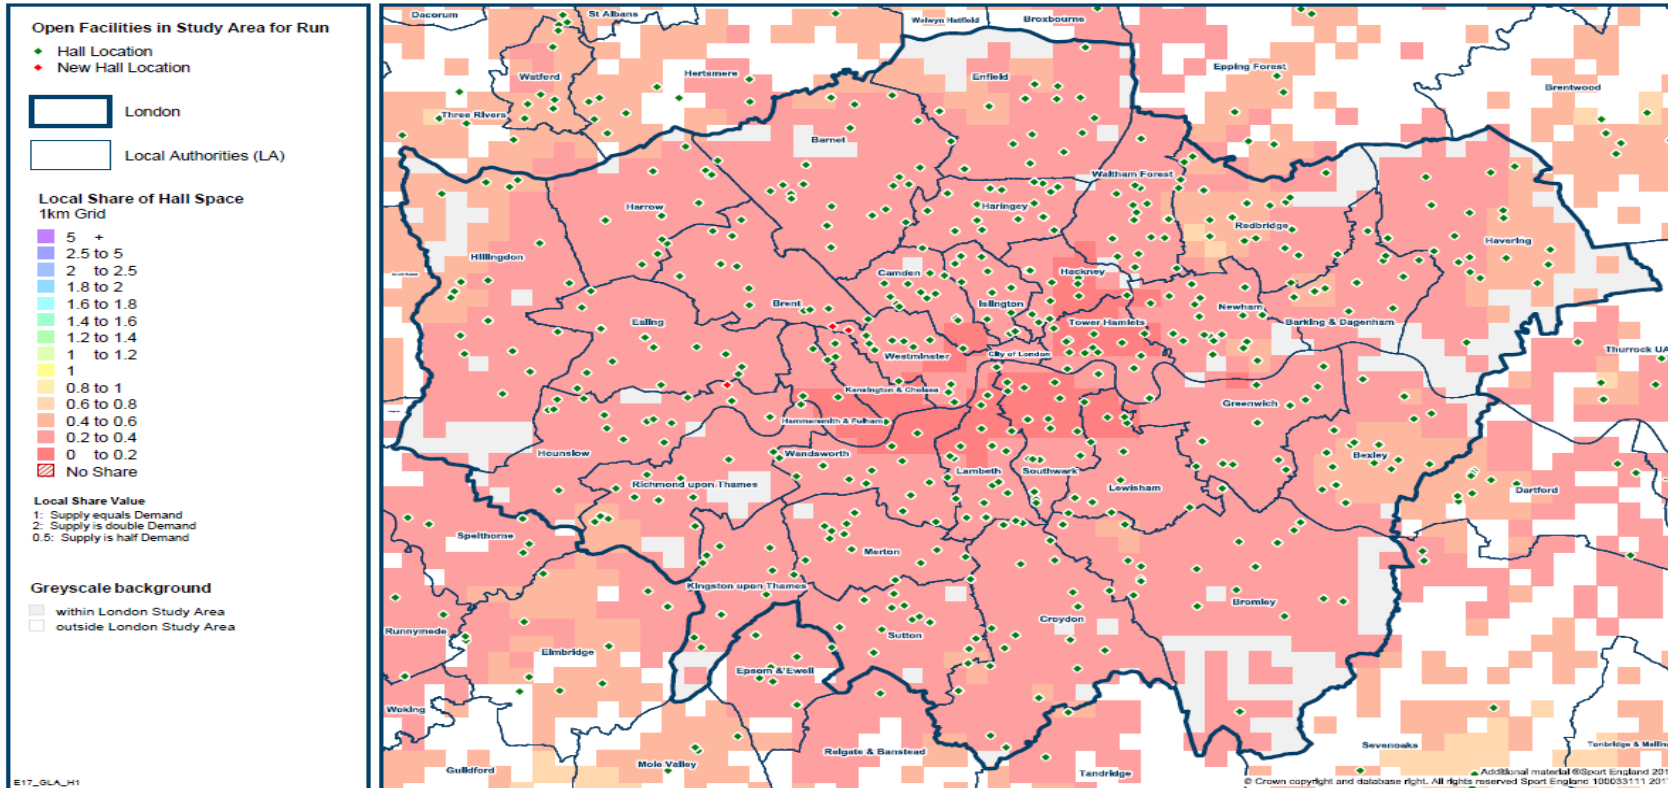 Open Facilities in Study Area for Run
Hall Location
New Hall Location
London
Local Authorities (LA)
Local Share of Hall Space
1km Grid
5 +
2.5 to 5
2 to 2.5
1.8 to 2
1.6 to 1.8
1.4 to 1.6
1.2 to 1.4
1 to 1.2
1
0.8 to 1
0.6 to 0.8
0.4 to 0.6
0.2 to 0.4
0 to 0.2
No Share
Local Share Value
1: Supply equals Demand
2: Supply is double Demand
0.5: Supply is half Demand
Greyscale background
within London Study Area
outside London Study Area
E17_GLA_H1
Dacorum
St Albans
Welwyn Hatfield
Broxbourne
Watford
Hertsmere
Enfield
Epping Forest
Brentwood
Three Rivers
Barnet
Waltham Forest
Harrow
Haringey
Redbridge
Havering
Hillingdon
Camden
Hackney
Brent
Islington
Newham
Ealing
Tower Hamlets
Barking & Dagenham
Westminster
City of London
Thurrock UA
Kensington & Chelsea
Greenwich
Hammersmith & Fulham
Hounslow
Wandsworth
Bexley
Lambeth
Southwark
Richmond upon Thames
Lewisham
Dartford
Spelthorne
Merton
Kingston upon Thames
Bromley
Croydon
Runnymede
Sutton
Elmbridge
Epsom & Ewell
Woking
Reigate & Banstead
Sevenoaks
Mole Valley
Guildford
Tandridge
Tonbridge & Malling
Additional material ©Sport England 201
© Crown copyright and database right. All rights reserved Sport England 100033111 2017